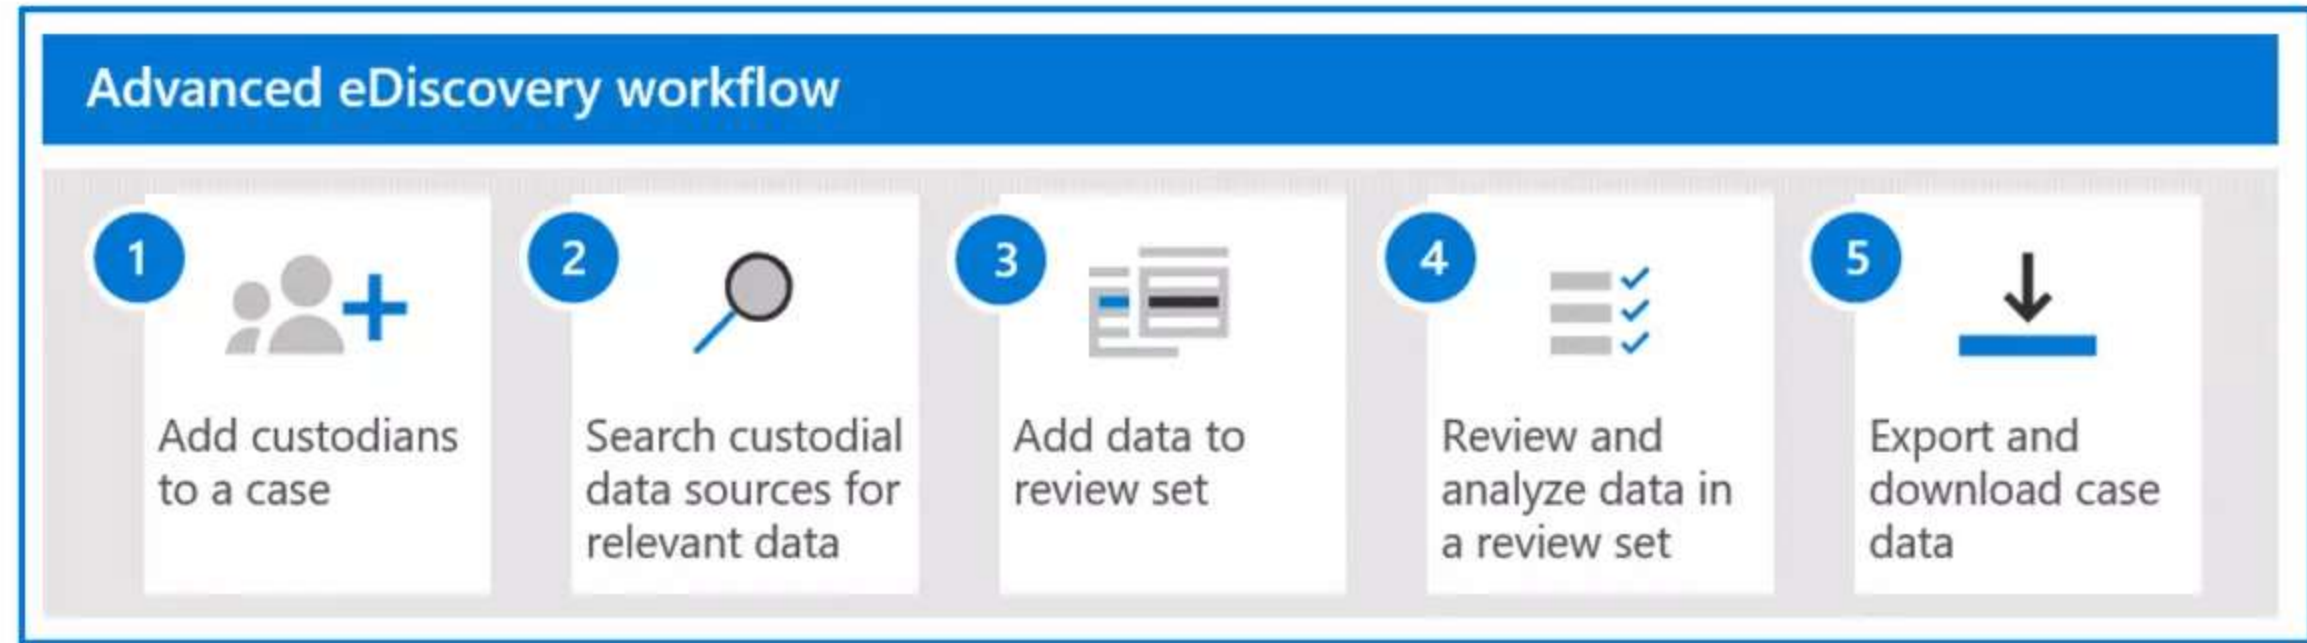 Advanced eDiscovery workflow
1
Add custodians
to a case
2
Search custodial
data sources for
relevant data
3
Add data to
review set
4
Review and
analyze data in
a review set
5
Export and
download case
data